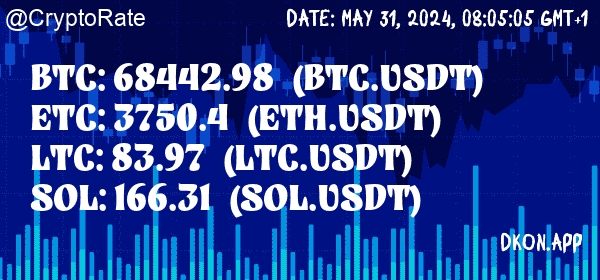 @CryptoRate
DATE: MAY 31, 2024, 08:05:05 GMT+1
BTC: 68442.98 (BTC.USDT)
ETC: 3750.4 (ETH.USDT)
LTC: 83.97 (LTC.USDT)
SOL: 166.31 (SOL.USDT)
DKON.APP